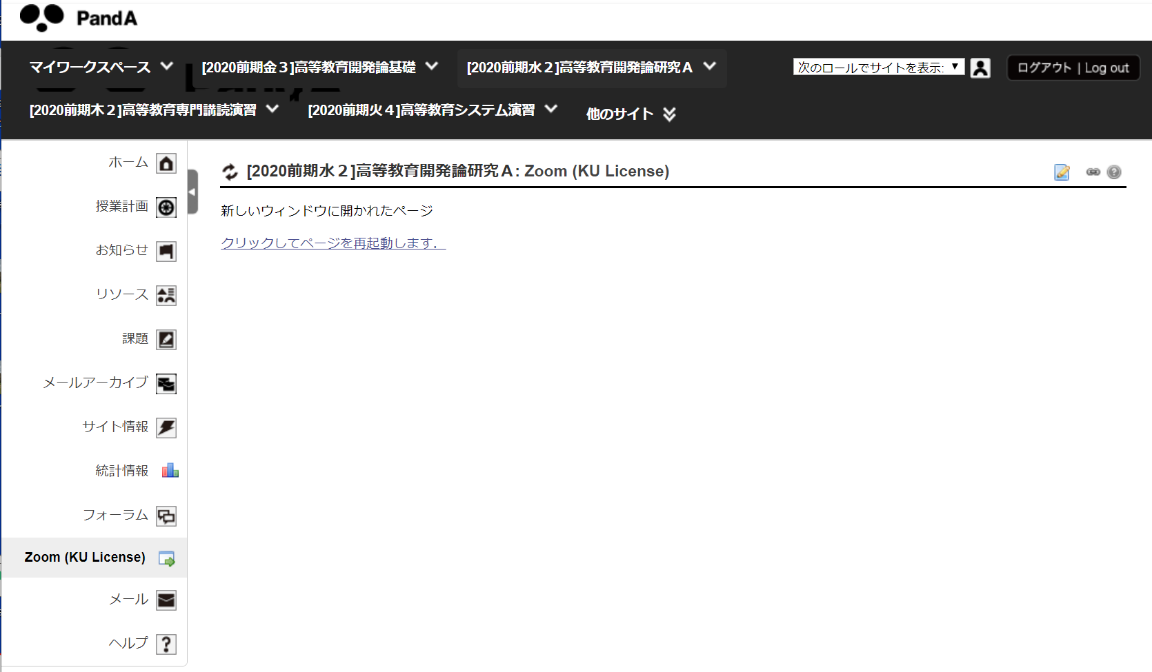 PandA
マイワークスペース [2020前期金３]高等教育開発論基礎 [2020前期水２]高等教育開発論研究Ａ 次のロールでサイトを表示: ログアウト | Log out
[2020前期木２]高等教育専門講読演習 [2020前期火４]高等教育システム演習 他のサイト
ホーム
[2020前期水２]高等教育開発論研究Ａ: Zoom (KU License)
授業計画
新しいウィンドウに開かれたページ
お知らせ
クリックしてページを再起動します．
リソース
課題
メールアーカイブ
サイト情報
統計情報
フォーラム
Zoom (KU License)
メール
ヘルプ